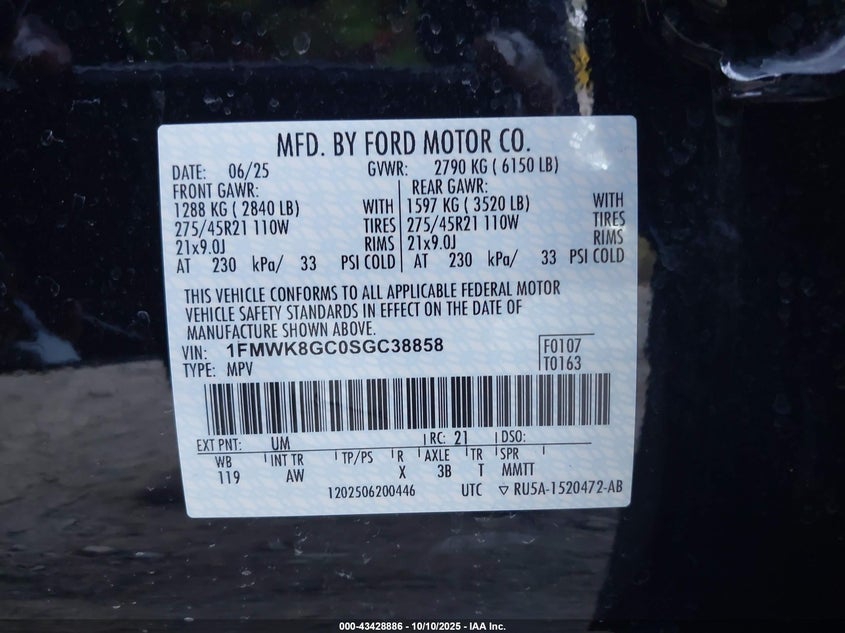 MFD. BY FORD MOTOR CO.
DATE: 06/25 GVWR: 2790 KG ( 6150 LB)
FRONT GAWR: REAR GAWR:
1288 KG ( 2840 LB) WITH 1597 KG ( 3520 LB) WITH
275/45R21 110W TIRES 275/45R21 110W TIRES
21x9.0J RIMS 21x9.0J RIMS
AT 230 kPa/ 33 PSI COLD AT 230 kPa/ 33 PSI COLD
THIS VEHICLE CONFORMS TO ALL APPLICABLE FEDERAL MOTOR
VEHICLE SAFETY STANDARDS IN EFFECT ON THE DATE OF
MANUFACTURE SHOWN ABOVE.
VIN: 1FMWK8GC0SGC38858 F0107
TYPE: MPV T0163
EXT PNT: UM RC: 21 DSO:
WB INT TR TP/PS R AXLE TR SPR
119 AW X 3B T MMTT
1202506200446 UTC ▽ RU5A-1520472-AB
000-43428886 - 10/10/2025 - IAA Inc.